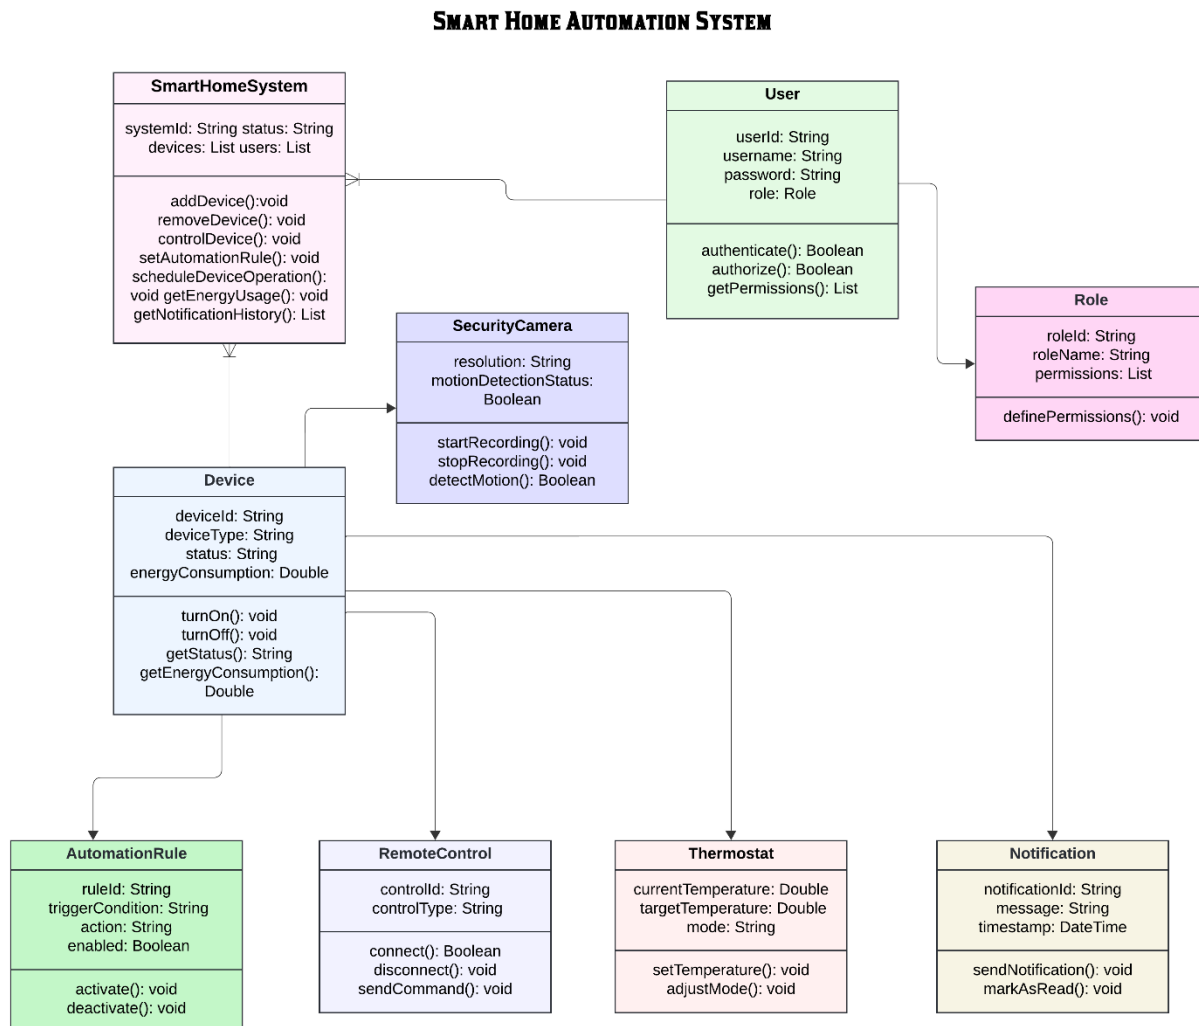 Smart Home Automation System
SmartHomeSystem
systemId: String status: String
devices: List users: List
addDevice():void
removeDevice(): void
controlDevice(): void
setAutomationRule(): void
scheduleDeviceOperation():
void getEnergyUsage(): void
getNotificationHistory(): List
User
userId: String
username: String
password: String
role: Role
authenticate(): Boolean
authorize(): Boolean
getPermissions(): List
Role
roleId: String
roleName: String
permissions: List
definePermissions(): void
SecurityCamera
resolution: String
motionDetectionStatus:
Boolean
startRecording(): void
stopRecording(): void
detectMotion(): Boolean
Device
deviceId: String
deviceType: String
status: String
energyConsumption: Double
turnOn(): void
turnOff(): void
getStatus(): String
getEnergyConsumption():
Double
AutomationRule
ruleId: String
triggerCondition: String
action: String
enabled: Boolean
activate(): void
deactivate(): void
RemoteControl
controlId: String
controlType: String
connect(): Boolean
disconnect(): void
sendCommand(): void
Thermostat
currentTemperature: Double
targetTemperature: Double
mode: String
setTemperature(): void
adjustMode(): void
Notification
notificationId: String
message: String
timestamp: DateTime
sendNotification(): void
markAsRead(): void